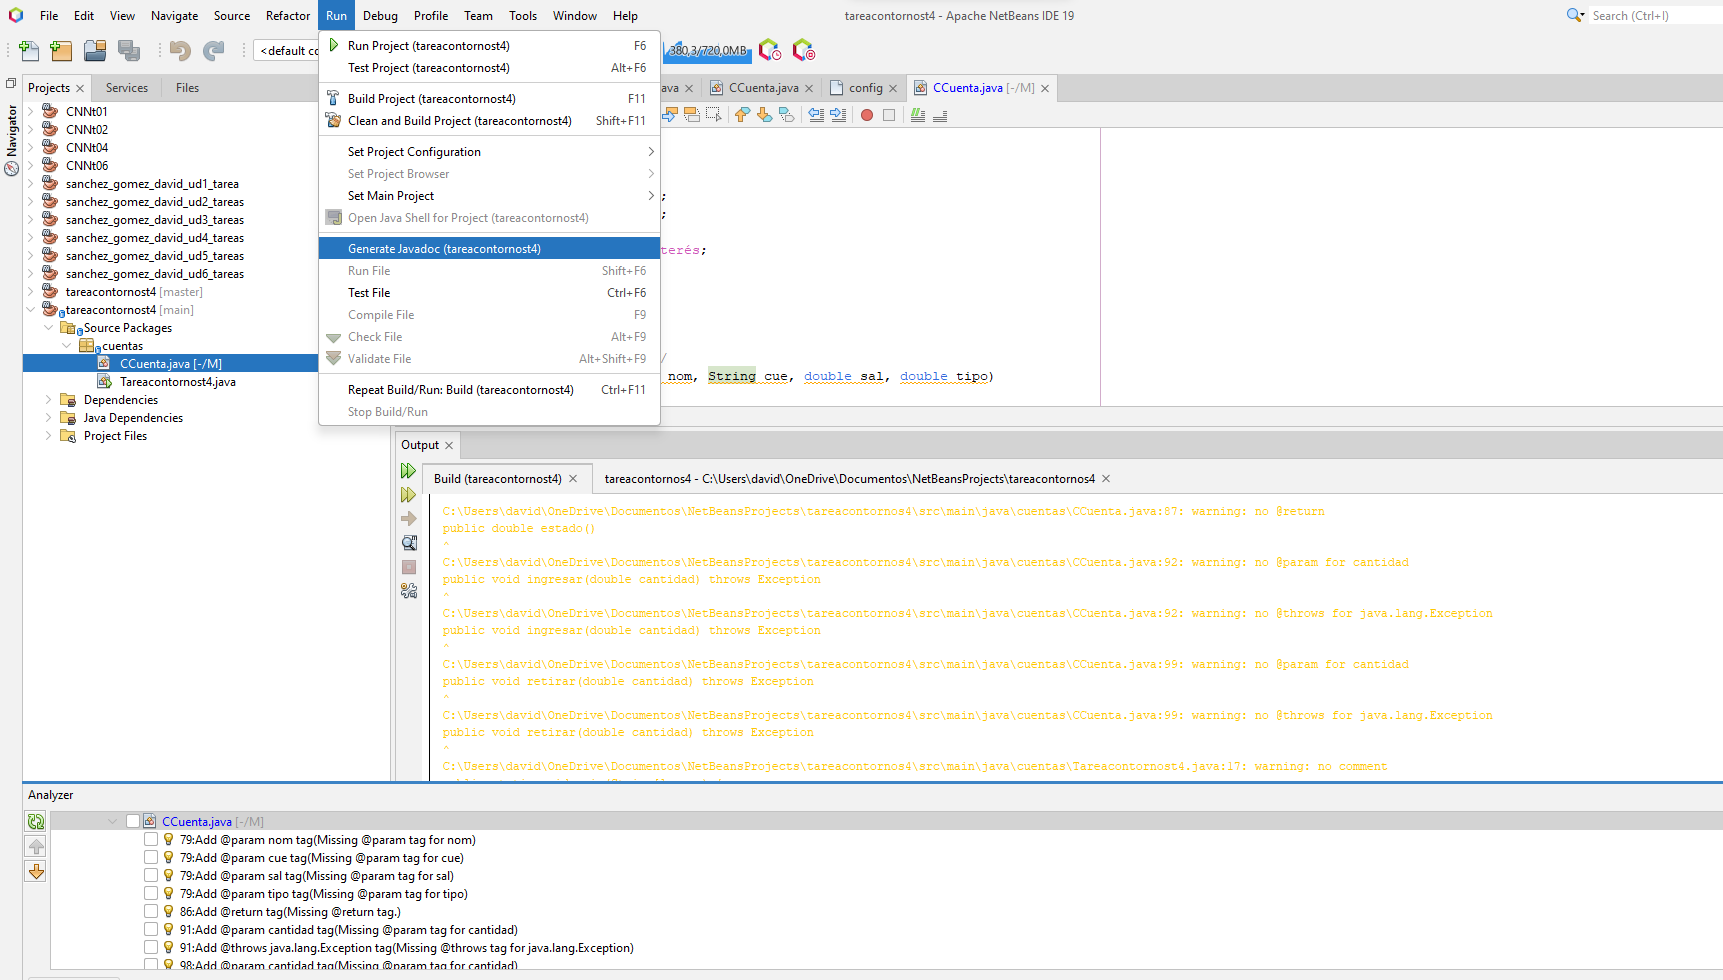 File Edit View Navigate Source Refactor Run Debug Profile Team Tools Window Help
tareacontornost4 - Apache NetBeans IDE 19
Search (Ctrl+I)
<default co
380,3/720,0MB
Run Project (tareacontornost4) F6
Test Project (tareacontornost4) Alt+F6
Build Project (tareacontornost4) F11
Clean and Build Project (tareacontornost4) Shift+F11
Set Project Configuration
Set Project Browser
Set Main Project
Open Java Shell for Project (tareacontornost4)
Generate Javadoc (tareacontornost4)
Run File Shift+F6
Test File Ctrl+F6
Compile File F9
Check File Alt+F9
Validate File Alt+Shift+F9
Repeat Build/Run: Build (tareacontornost4) Ctrl+F11
Stop Build/Run
Navigator
Projects Services Files
CNNt01
CNNt02
CNNt04
CNNt06
sanchez_gomez_david_ud1_tarea
sanchez_gomez_david_ud2_tareas
sanchez_gomez_david_ud3_tareas
sanchez_gomez_david_ud4_tareas
sanchez_gomez_david_ud5_tareas
sanchez_gomez_david_ud6_tareas
tareacontornost4 [master]
tareacontornost4 [main]
Source Packages
cuentas
CCuenta.java [-/M]
Tareacontornost4.java
Dependencies
Java Dependencies
Project Files
ava CCuenta.java config CCuenta.java [-/M]
;
;
terés;
/
nom, String cue, double sal, double tipo)
Output
Build (tareacontornost4) tareacontornos4 - C:\Users\david\OneDrive\Documentos\NetBeansProjects\tareacontornos4
C:\Users\david\OneDrive\Documentos\NetBeansProjects\tareacontornos4\src\main\java\cuentas\CCuenta.java:87: warning: no @return
public double estado()
^
C:\Users\david\OneDrive\Documentos\NetBeansProjects\tareacontornos4\src\main\java\cuentas\CCuenta.java:92: warning: no @param for cantidad
public void ingresar(double cantidad) throws Exception
^
C:\Users\david\OneDrive\Documentos\NetBeansProjects\tareacontornos4\src\main\java\cuentas\CCuenta.java:92: warning: no @throws for java.lang.Exception
public void ingresar(double cantidad) throws Exception
^
C:\Users\david\OneDrive\Documentos\NetBeansProjects\tareacontornos4\src\main\java\cuentas\CCuenta.java:99: warning: no @param for cantidad
public void retirar(double cantidad) throws Exception
^
C:\Users\david\OneDrive\Documentos\NetBeansProjects\tareacontornos4\src\main\java\cuentas\CCuenta.java:99: warning: no @throws for java.lang.Exception
public void retirar(double cantidad) throws Exception
^
C:\Users\david\OneDrive\Documentos\NetBeansProjects\tareacontornos4\src\main\java\cuentas\Tareacontornost4.java:17: warning: no comment
Analyzer
CCuenta.java [-/M]
79:Add @param nom tag(Missing @param tag for nom)
79:Add @param cue tag(Missing @param tag for cue)
79:Add @param sal tag(Missing @param tag for sal)
79:Add @param tipo tag(Missing @param tag for tipo)
86:Add @return tag(Missing @return tag.)
91:Add @param cantidad tag(Missing @param tag for cantidad)
91:Add @throws java.lang.Exception tag(Missing @throws tag for java.lang.Exception)
98:Add @param cantidad tag(Missing @param tag for cantidad)